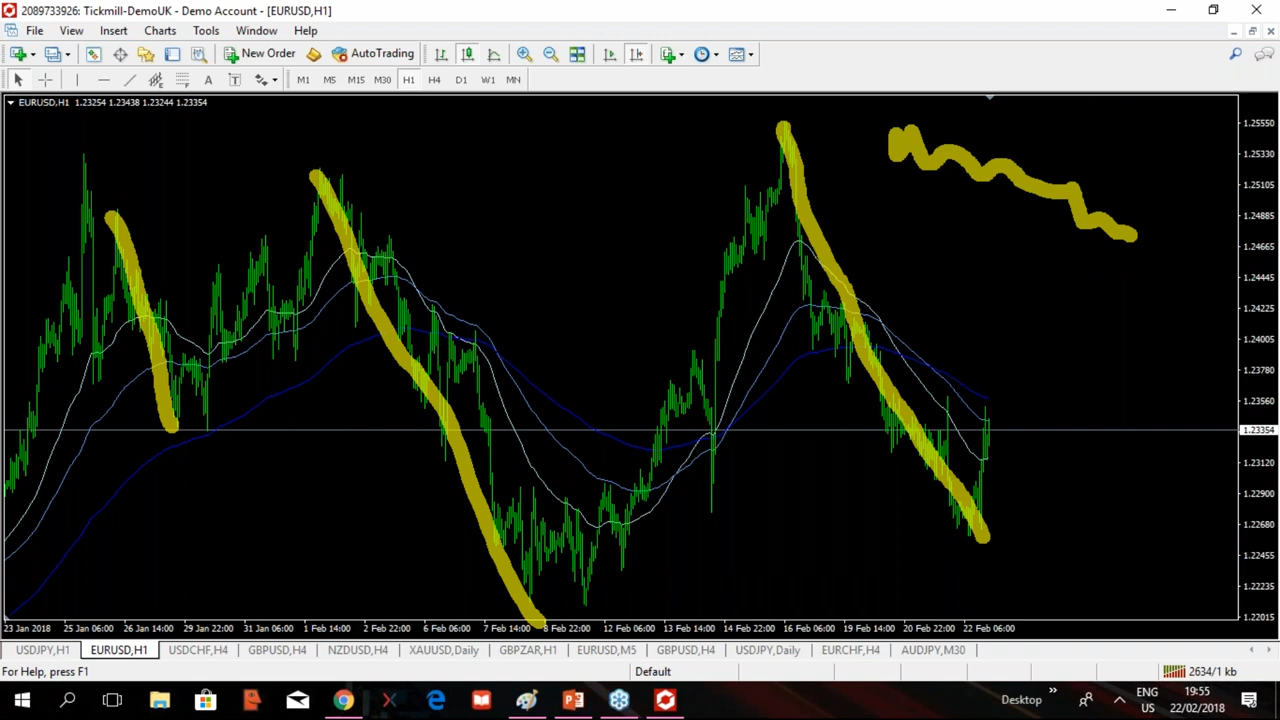 2089733926: Tickmill-DemoUK - Demo Account - [EURUSD,H1]
File View Insert Charts Tools Window Help
New Order AutoTrading
A T M1 M5 M15 M30 H1 H4 D1 W1 MN
EURUSD,H1 1.23254 1.23438 1.23244 1.23354
1.25550
1.25330
1.25105
1.24885
1.24665
1.24445
1.24225
1.24005
1.23780
1.23560
1.23354
1.23120
1.22900
1.22680
1.22455
1.22235
1.22015
23 Jan 2018 25 Jan 06:00 26 Jan 14:00 29 Jan 22:00 31 Jan 06:00 1 Feb 14:00 2 Feb 22:00 6 Feb 06:00 7 Feb 14:00 8 Feb 22:00 12 Feb 06:00 13 Feb 14:00 14 Feb 22:00 16 Feb 06:00 19 Feb 14:00 20 Feb 22:00 22 Feb 06:00
USDJPY,H1 EURUSD,H1 USDCHF,H4 GBPUSD,H4 NZDUSD,H4 XAUUSD,Daily GBPZAR,H1 EURUSD,M5 GBPUSD,H4 USDJPY,Daily EURCHF,H4 AUDJPY,M30
For Help, press F1 Default 2634/1 kb
Desktop ENG 19:55
US 22/02/2018